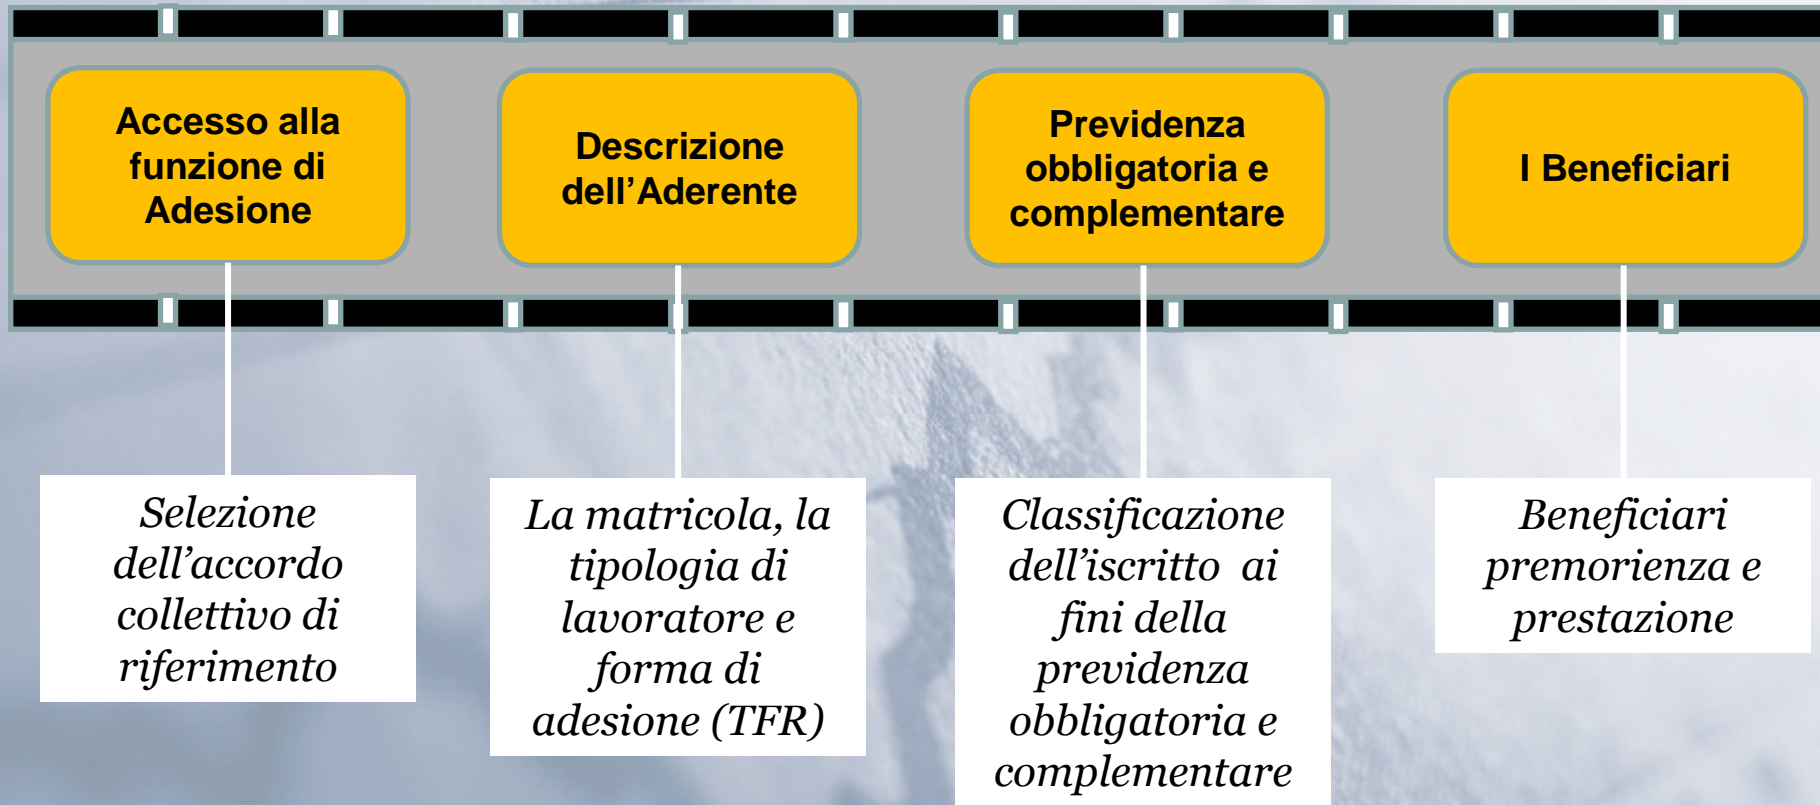 Accesso alla
funzione di
Adesione
Descrizione
dell’Aderente
Previdenza
obbligatoria e
complementare
I Beneficiari
Selezione
dell’accordo
collettivo di
riferimento
La matricola, la
tipologia di
lavoratore e
forma di
adesione (TFR)
Classificazione
dell’iscritto  ai
fini della
previdenza
obbligatoria e
complementare
Beneficiari
premorienza e
prestazione